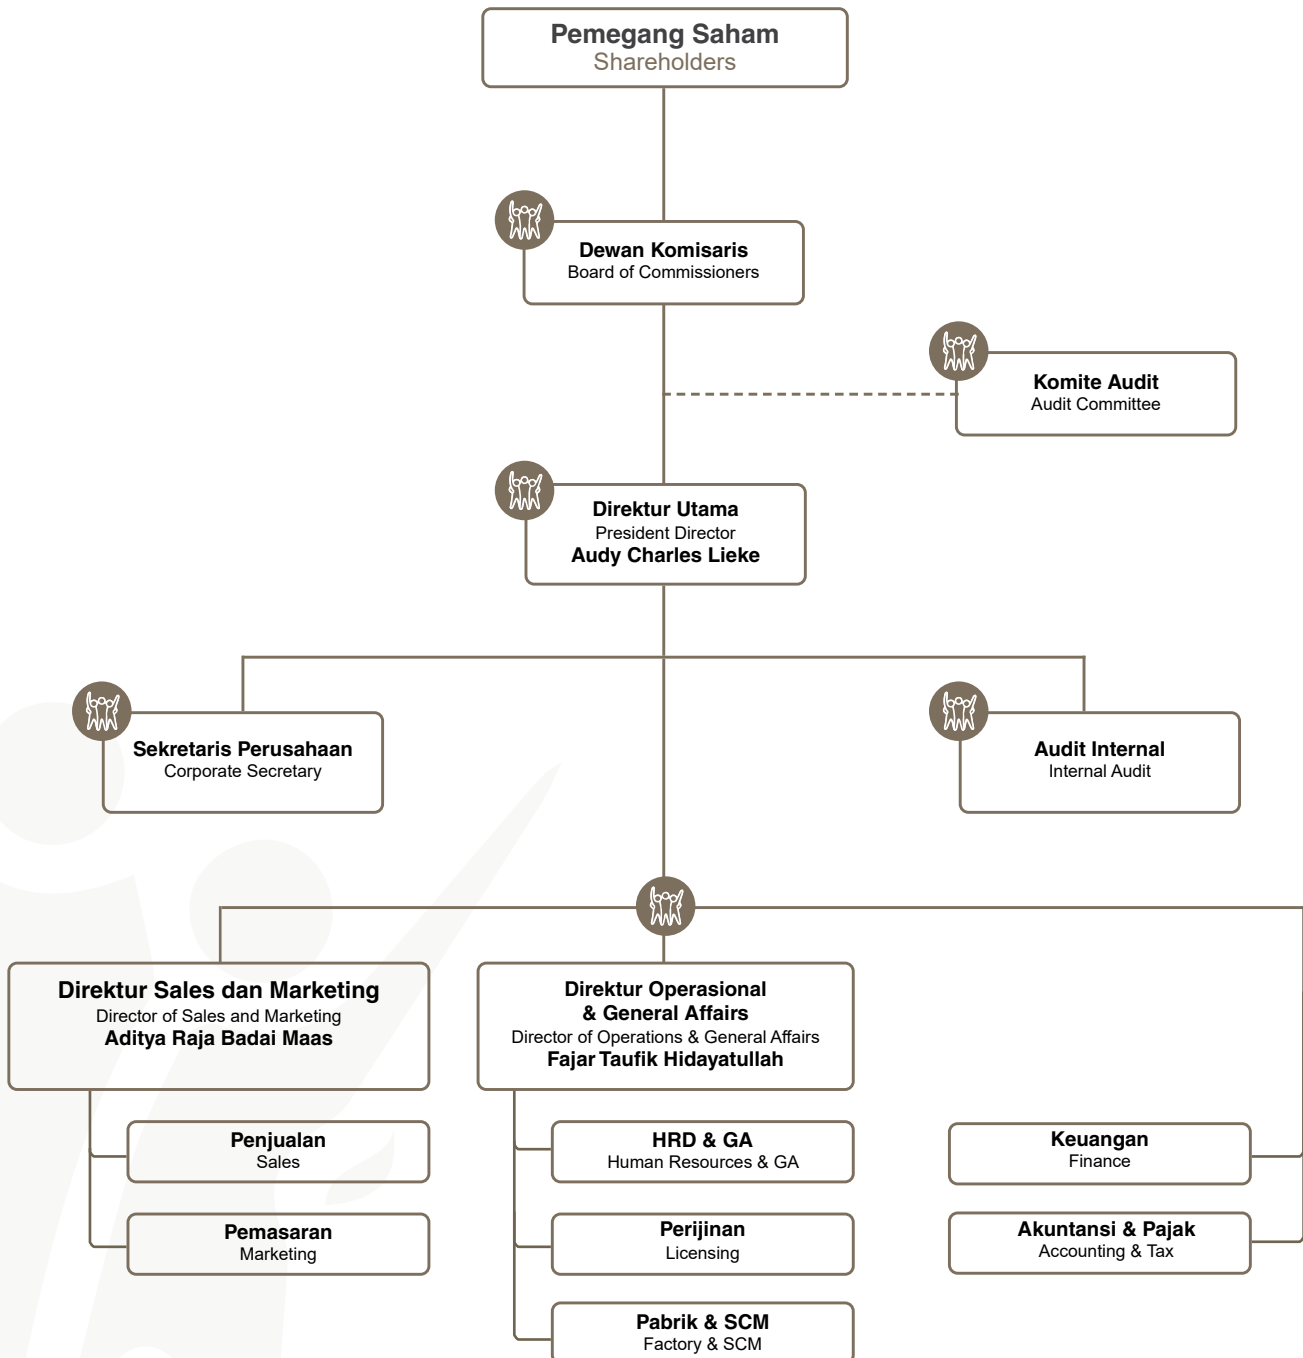 Pemegang Saham
Shareholders
Dewan Komisaris
Board of Commissioners
Komite Audit
Audit Committee
Direktur Utama
President Director
Audy Charles Lieke
Sekretaris Perusahaan
Corporate Secretary
Audit Internal
Internal Audit
Direktur Sales dan Marketing
Director of Sales and Marketing
Aditya Raja Badai Maas
Penjualan
Sales
Pemasaran
Marketing
Direktur Operasional
& General Affairs
Director of Operations & General Affairs
Fajar Taufik Hidayatullah
HRD & GA
Human Resources & GA
Perijinan
Licensing
Pabrik & SCM
Factory & SCM
Keuangan
Finance
Akuntansi & Pajak
Accounting & Tax